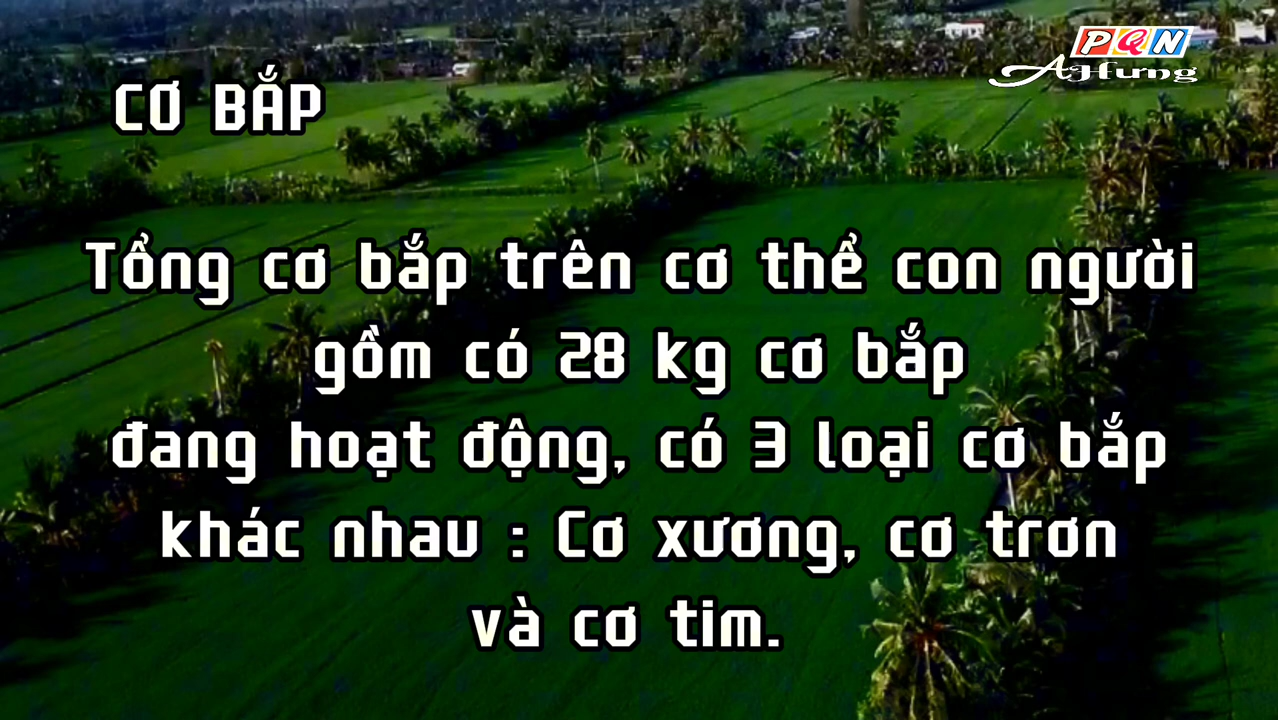 PQN
AHưng
CƠ BẮP
Tổng cơ bắp trên cơ thể con người
gồm có 28 kg cơ bắp
đang hoạt động, có 3 loại cơ bắp
khác nhau : Cơ xương, cơ trơn
và cơ tim.